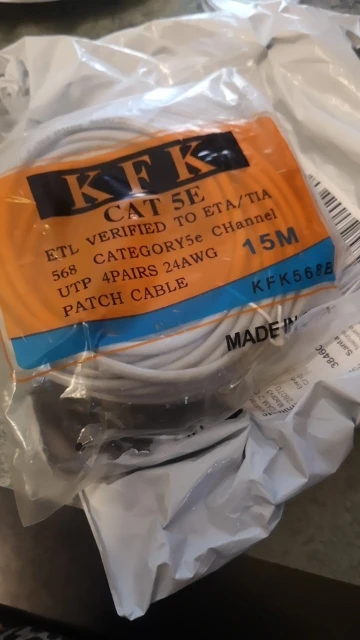 KFK
CAT 5E
ETL VERIFIED TO ETA/TIA
568 CATEGORY5e CHannel
UTP 4PAIRS 24AWG
15M
PATCH CABLE
KFK568B
MADE IN
3846C